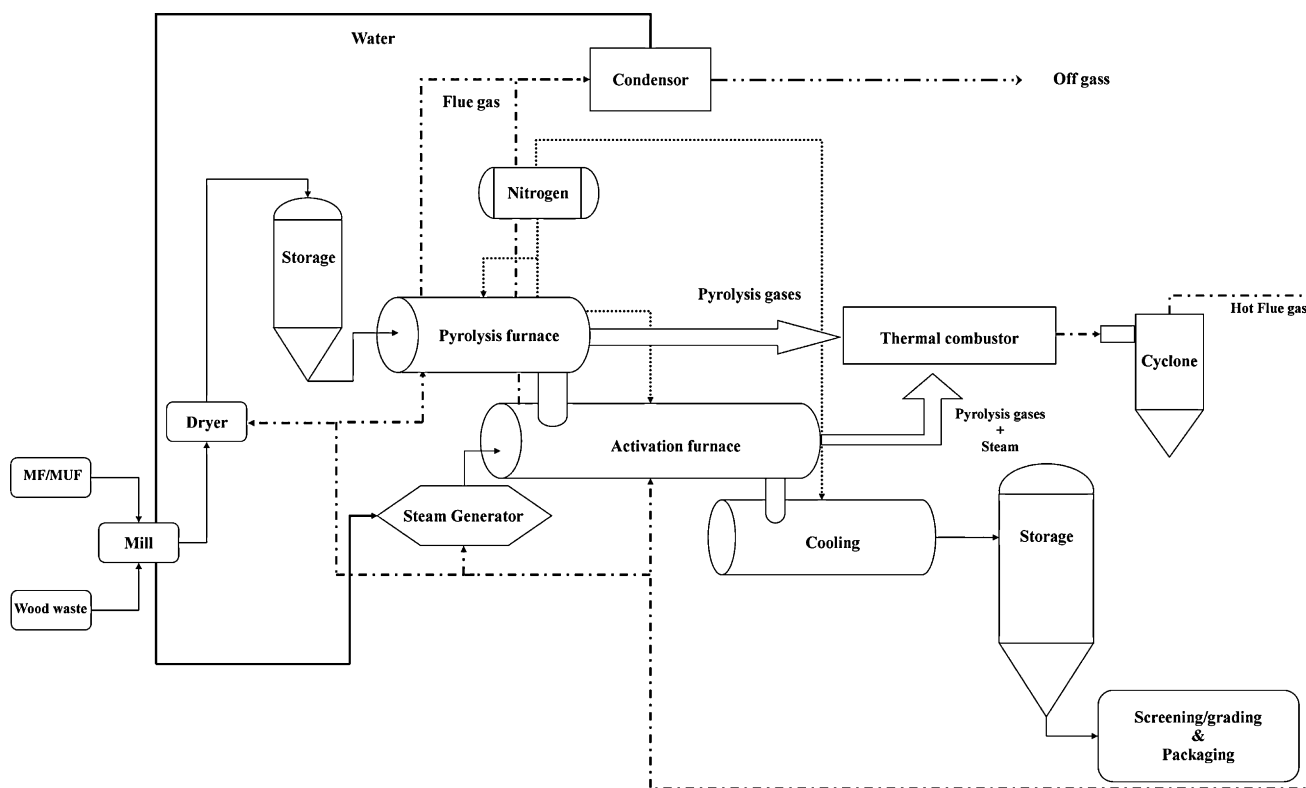 Water
Condensor
Off gass
Flue gas
Nitrogen
Storage
Pyrolysis gases
Hot Flue gas
Pyrolysis furnace
Thermal combustor
Cyclone
Dryer
Pyrolysis gases
+
Steam
Activation furnace
MF/MUF
Steam Generator
Mill
Cooling
Storage
Wood waste
Screening/grading
&
Packaging